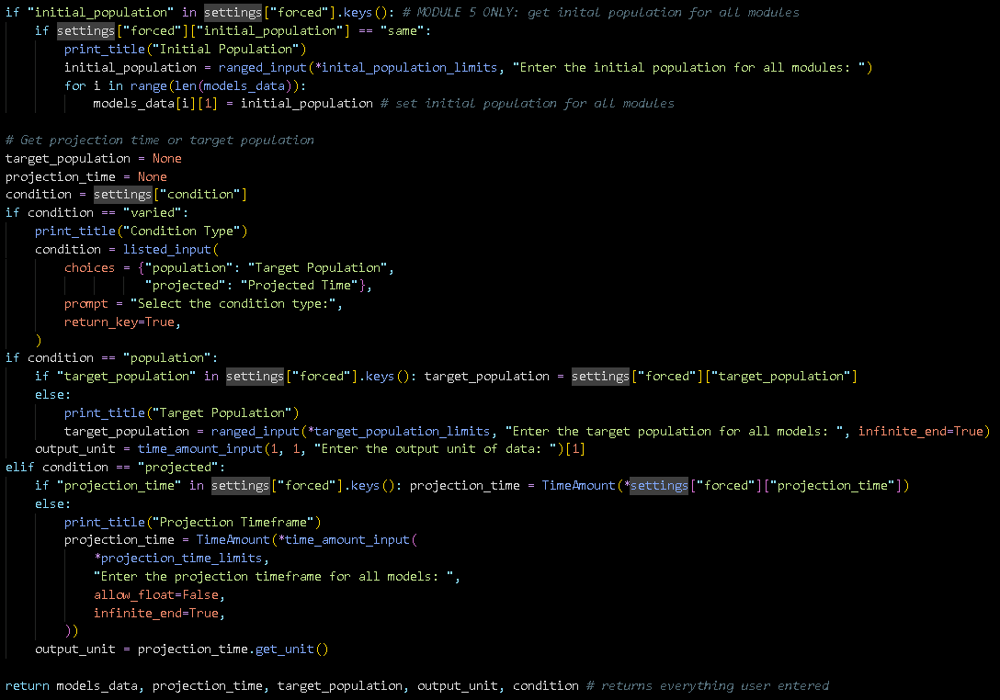 if "initial_population" in settings["forced"].keys(): # MODULE 5 ONLY: get inital population for all modules
    if settings["forced"]["initial_population"] == "same":
        print_title("Initial Population")
        initial_population = ranged_input(*inital_population_limits, "Enter the initial population for all modules: ")
        for i in range(len(models_data)):
            models_data[i][1] = initial_population # set initial population for all modules

# Get projection time or target population
target_population = None
projection_time = None
condition = settings["condition"]
if condition == "varied":
    print_title("Condition Type")
    condition = listed_input(
        choices = {"population": "Target Population",
                   "projected": "Projected Time"},
        prompt = "Select the condition type:",
        return_key=True,
    )
if condition == "population":
    if "target_population" in settings["forced"].keys(): target_population = settings["forced"]["target_population"]
    else:
        print_title("Target Population")
        target_population = ranged_input(*target_population_limits, "Enter the target population for all models: ", infinite_end=True)
    output_unit = time_amount_input(1, 1, "Enter the output unit of data: ")[1]
elif condition == "projected":
    if "projection_time" in settings["forced"].keys(): projection_time = TimeAmount(*settings["forced"]["projection_time"])
    else:
        print_title("Projection Timeframe")
        projection_time = TimeAmount(*time_amount_input(
            *projection_time_limits,
            "Enter the projection timeframe for all models: ",
            allow_float=False,
            infinite_end=True,
        ))
    output_unit = projection_time.get_unit()

return models_data, projection_time, target_population, output_unit, condition # returns everything user entered